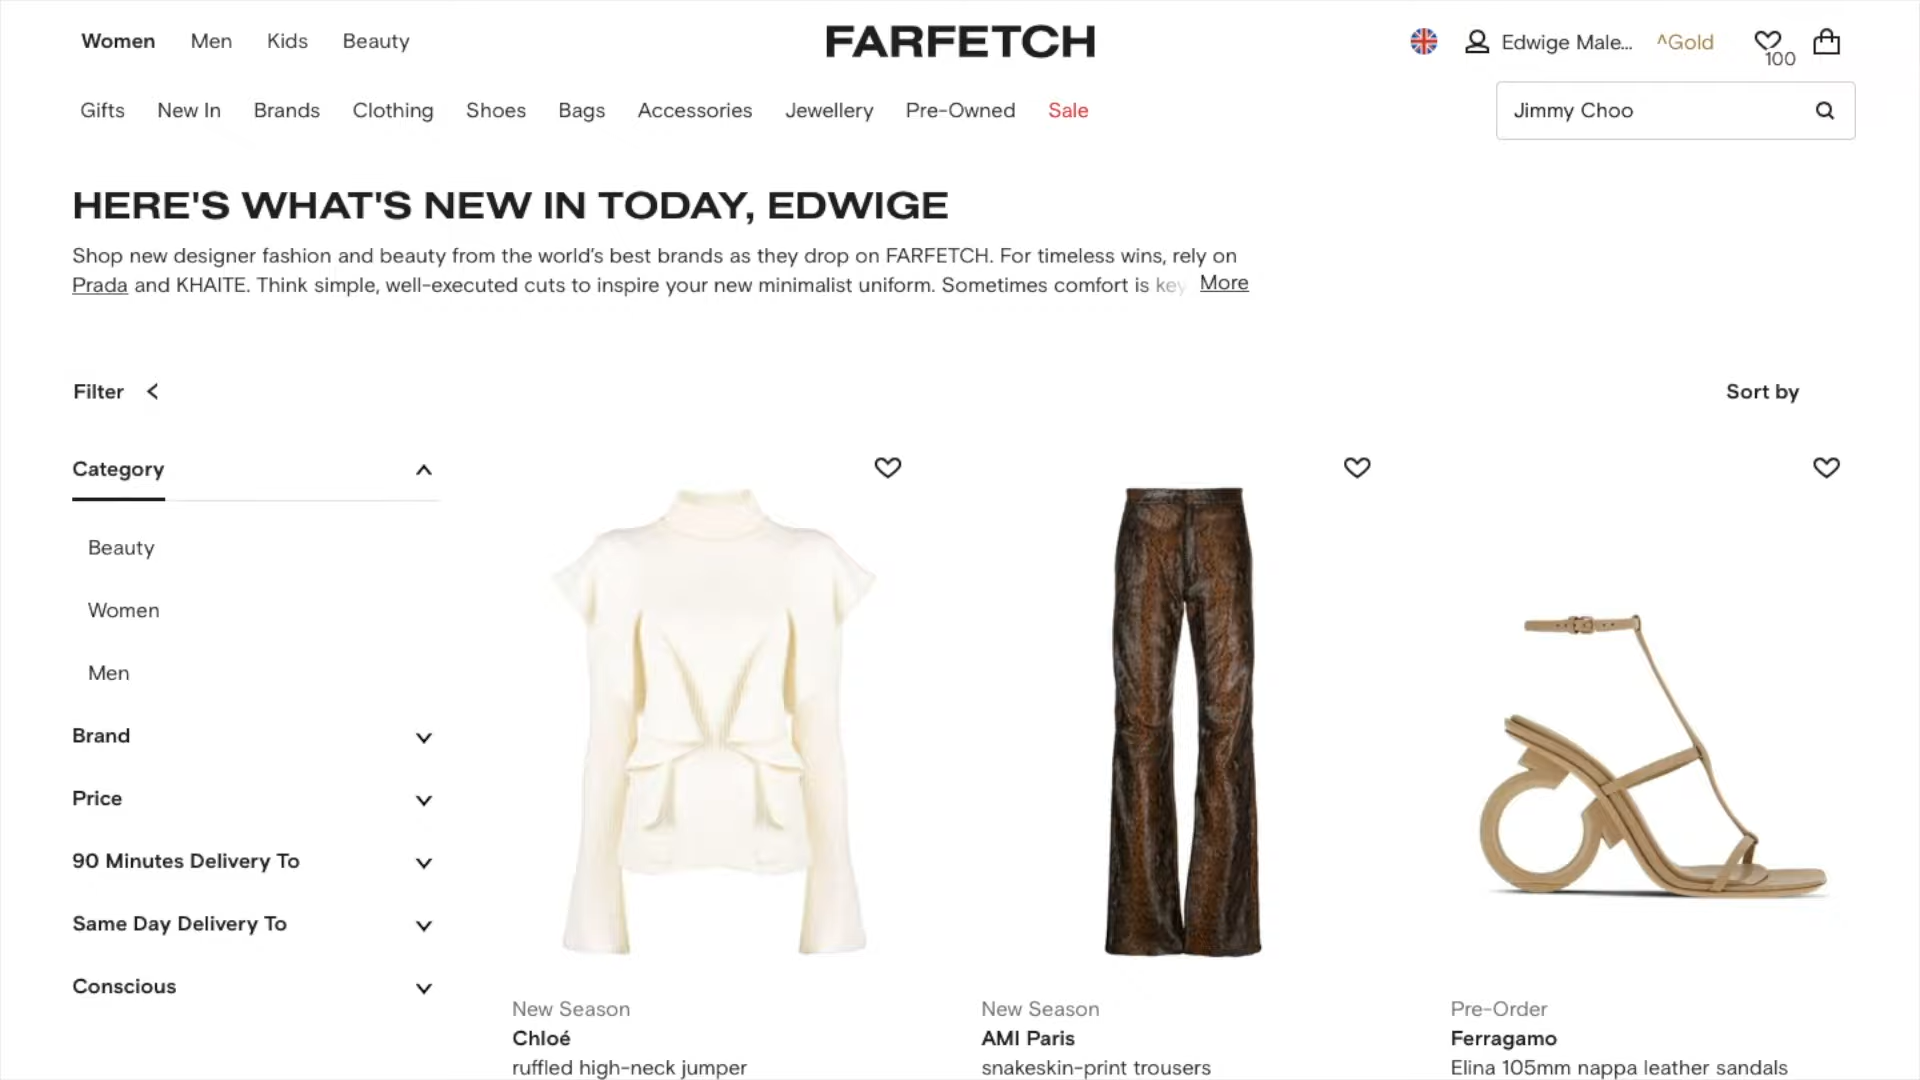 Women Men Kids Beauty
FARFETCH
Edwige Male... ^Gold
100
Gifts New In Brands Clothing Shoes Bags Accessories Jewellery Pre-Owned Sale
Jimmy Choo
HERE'S WHAT'S NEW IN TODAY, EDWIGE
Shop new designer fashion and beauty from the world's best brands as they drop on FARFETCH. For timeless wins, rely on
Prada and KHAITE. Think simple, well-executed cuts to inspire your new minimalist uniform. Sometimes comfort is key More
Filter
Sort by
Category
Beauty
Women
Men
Brand
Price
90 Minutes Delivery To
Same Day Delivery To
Conscious
New Season
Chloé
ruffled high-neck jumper
New Season
AMI Paris
snakeskin-print trousers
Pre-Order
Ferragamo
Elina 105mm nappa leather sandals